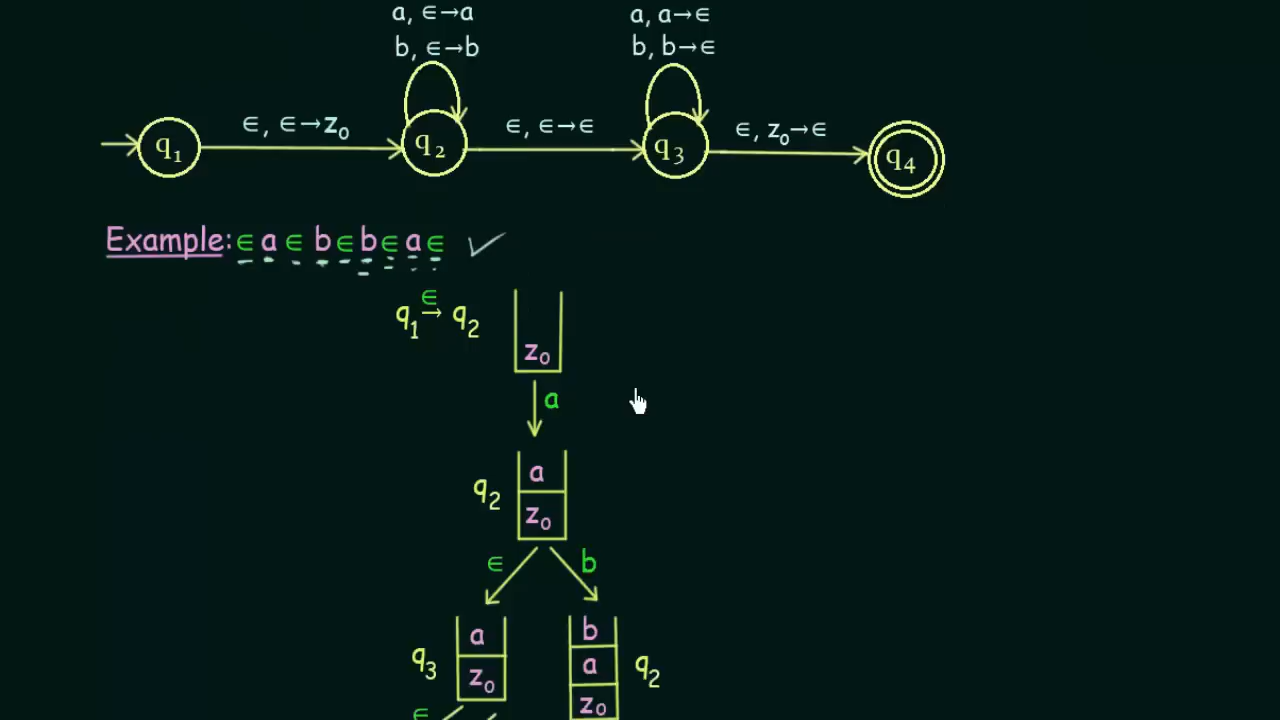 a, ∈→a
b, ∈→b
a, a→∈
b, b→∈
∈, ∈→z₀
∈, ∈→∈
∈, z₀→∈
q₁
q₂
q₃
q₄
Example: ∈ a ∈ b ∈ b ∈ a ∈ ✓
∈
q₁ → q₂
z₀
a
q₂
a
z₀
∈
b
q₃
a
z₀
b
a
z₀
q₂
∈